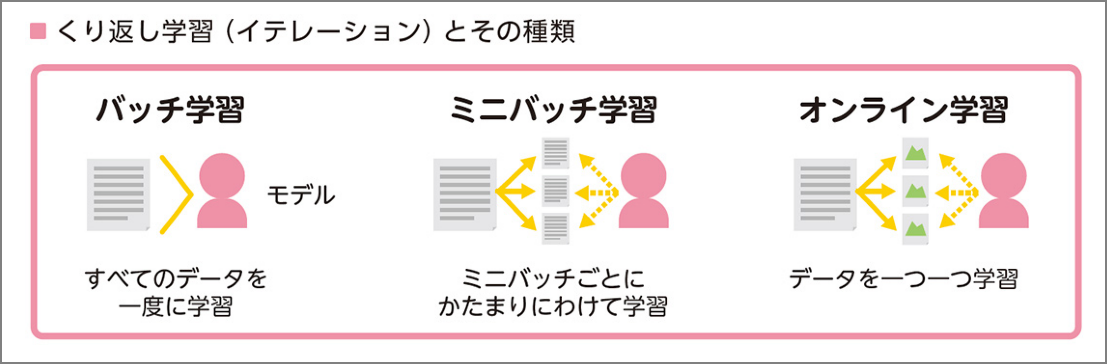 くり返し学習（イテレーション）とその種類
バッチ学習
モデル
すべてのデータを
一度に学習
ミニバッチ学習
ミニバッチごとに
かたまりにわけて学習
オンライン学習
データを一つ一つ学習